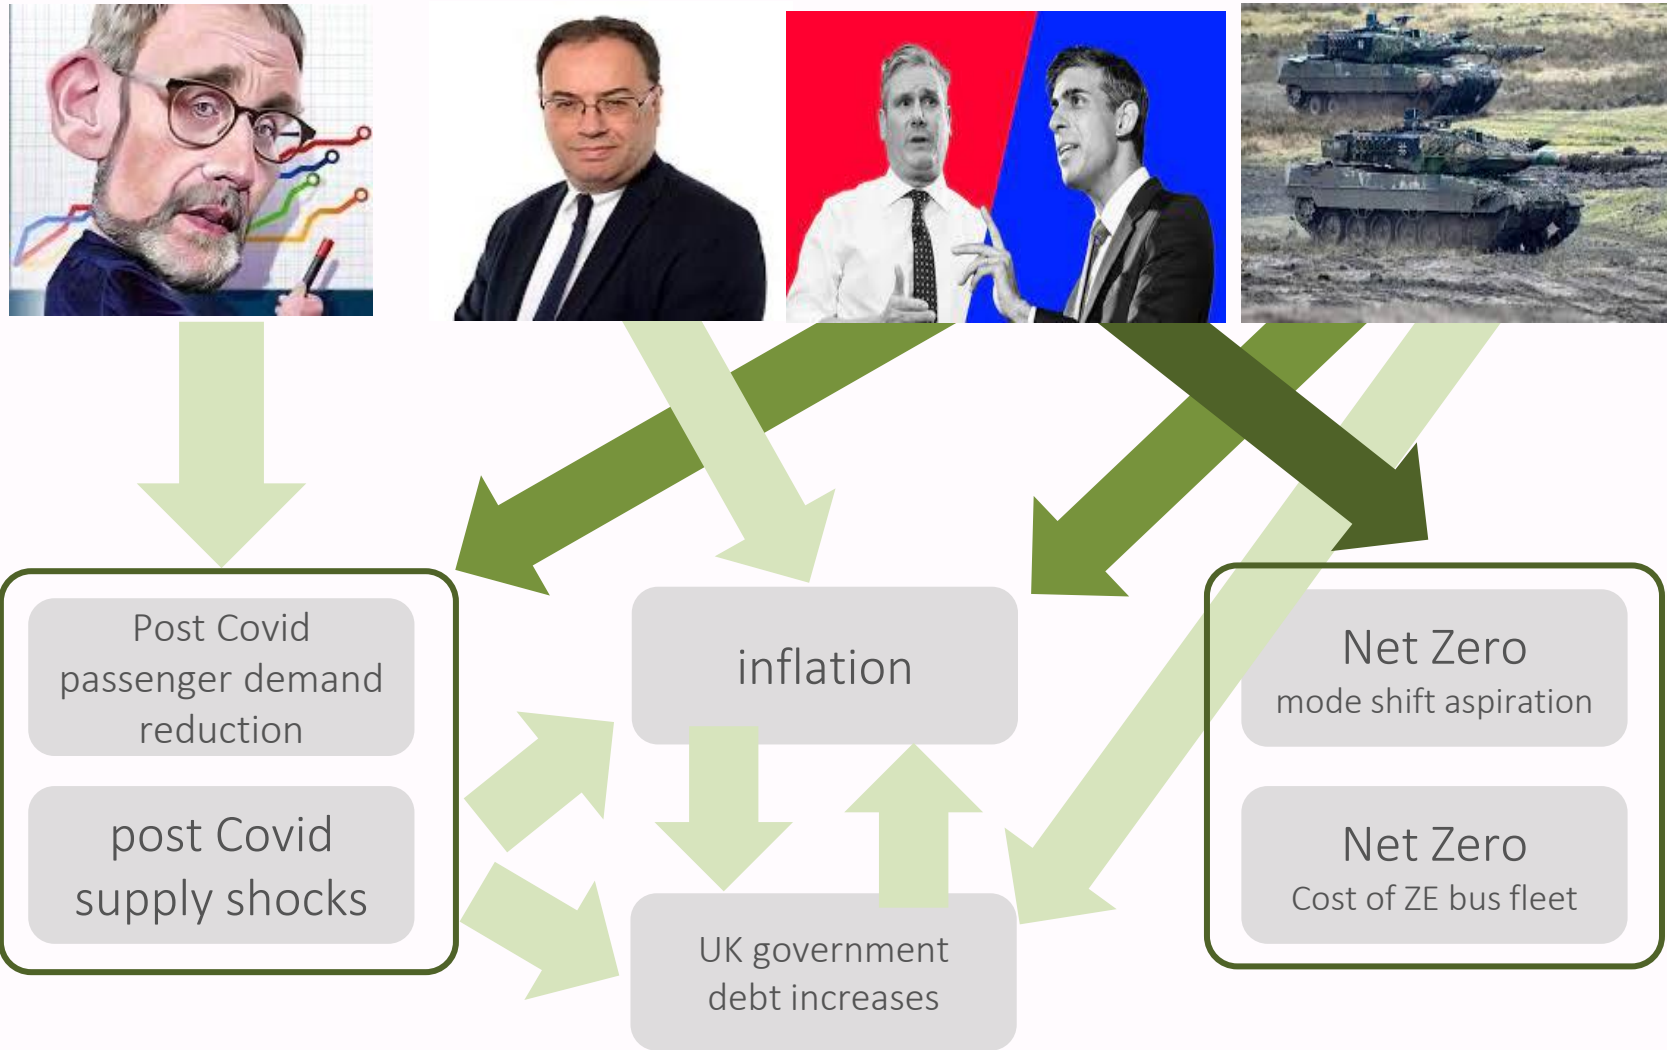 Post Covid
passenger demand
reduction
post Covid
supply shocks
inflation
UK government
debt increases
Net Zero
mode shift aspiration
Net Zero
Cost of ZE bus fleet